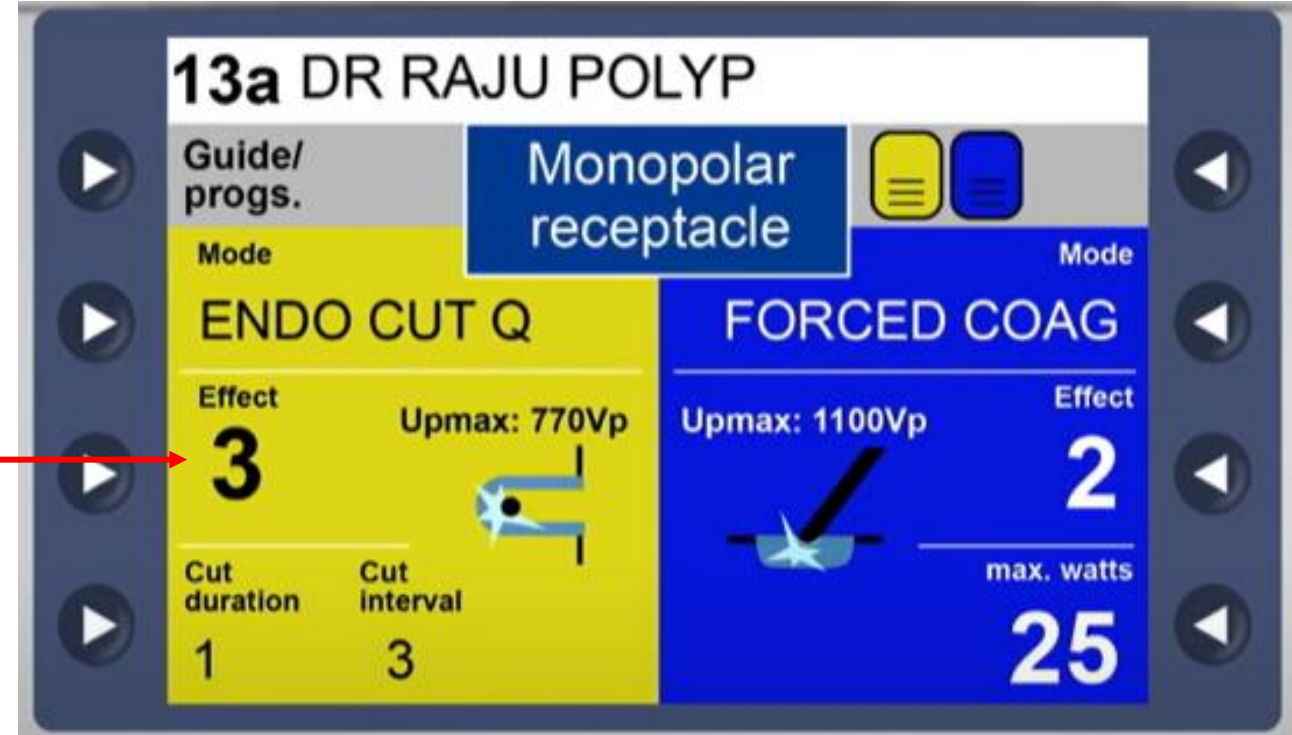 13a DR RAJU POLYP
Guide/
progs.
Monopolar
receptacle
Mode
ENDO CUT Q
Effect
3
Upmax: 770Vp
Cut
duration
1
Cut
interval
3
Mode
FORCED COAG
Upmax: 1100Vp
Effect
2
max. watts
25